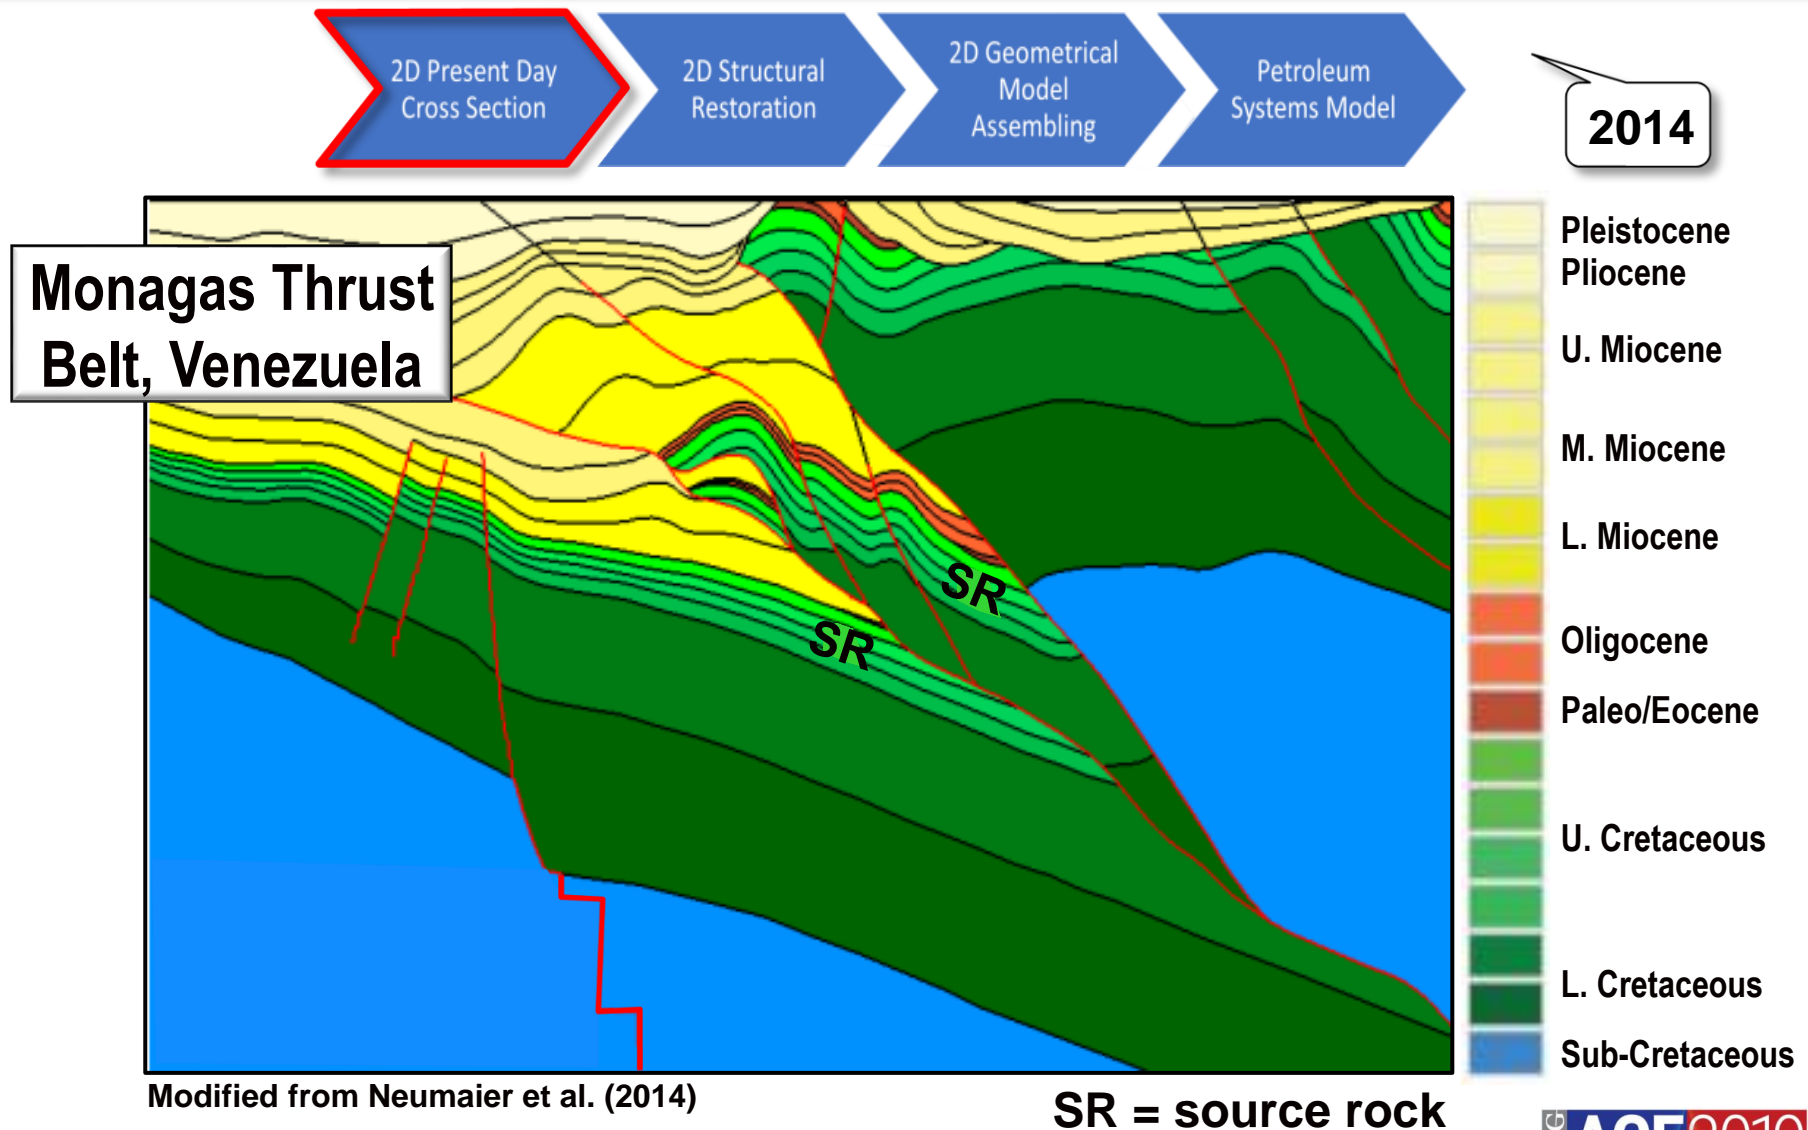 2D Present Day
Cross Section
2D Structural
Restoration
2D Geometrical
Model
Assembling
Petroleum
Systems Model
2014
Monagas Thrust
Belt, Venezuela
Pleistocene
Pliocene
U. Miocene
M. Miocene
L. Miocene
Oligocene
Paleo/Eocene
U. Cretaceous
L. Cretaceous
Sub-Cretaceous
SR
SR
Modified from Neumaier et al. (2014)
SR = source rock